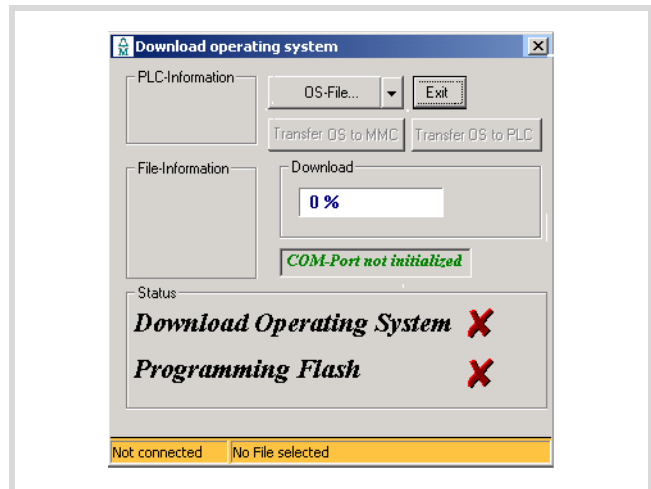 Download operating system
PLC-Information
OS-File...
Exit
Transfer OS to MMC
Transfer OS to PLC
File-Information
Download
0 %
COM-Port not initialized
Status
Download Operating System
Programming Flash
Not connected
No File selected